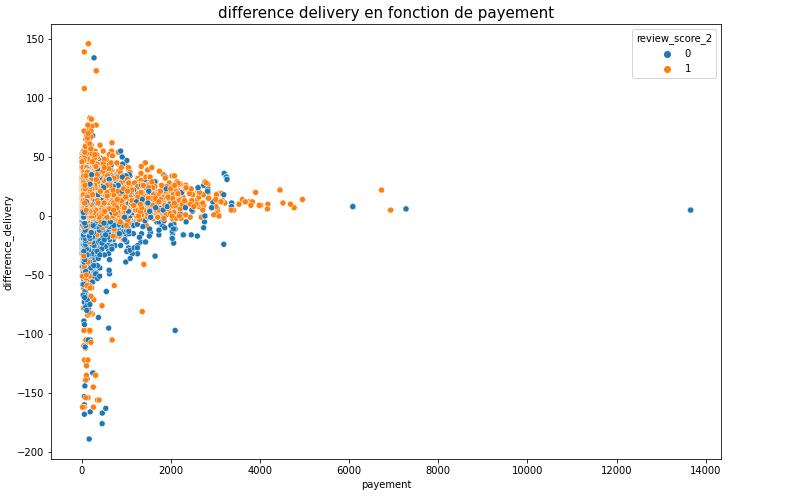 difference delivery en fonction de payement
review_score_2
0
1
difference_delivery
150
100
50
0
−50
−100
−150
−200
0 2000 4000 6000 8000 10000 12000 14000
payement